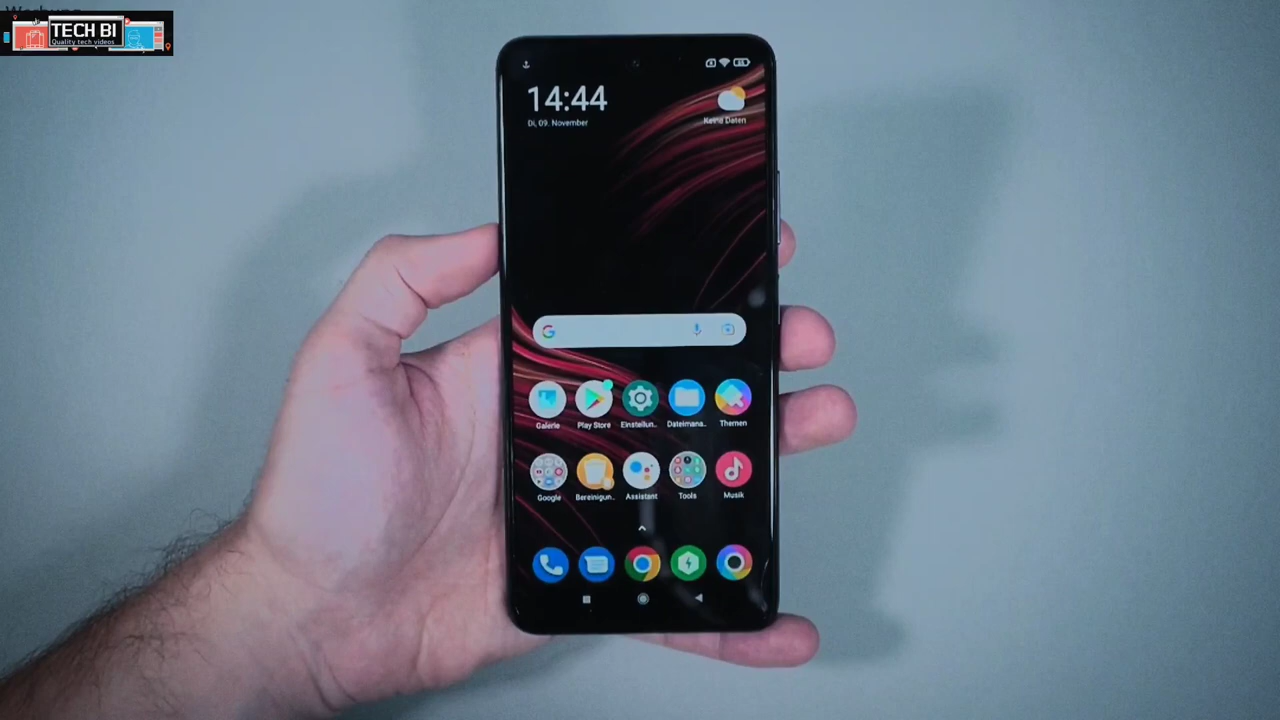 Werbung
TECH BI
Quality tech videos
14:44
Di, 09. November
Keine Daten
Galerie
Play Store
Einstellun..
Dateimana..
Themen
Google
Bereinigun..
Assistant
Tools
Musik